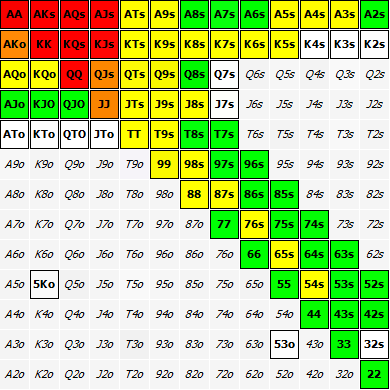 AA AKs AQs AJs ATs A9s A8s A7s A6s A5s A4s A3s A2s
AKo KK KQs KJs KTs K9s K8s K7s K6s K5s K4s K3s K2s
AQo KQo QQ QJs QTs Q9s Q8s Q7s Q6s Q5s Q4s Q3s Q2s
AJo KJO QJO JJ JTs J9s J8s J7s J6s J5s J4s J3s J2s
ATo KTo QTO JTo TT T9s T8s T7s T6s T5s T4s T3s T2s
A9o K9o Q9o J9o T9o 99 98s 97s 96s 95s 94s 93s 92s
A8o K8o Q8o J8o T8o 98o 88 87s 86s 85s 84s 83s 82s
A7o K7o Q7o J7o T7o 97o 87o 77 76s 75s 74s 73s 72s
A6o K6o Q6o J6o T6o 96o 86o 76o 66 65s 64s 63s 62s
A5o 5Ko Q5o J5o T5o 95o 85o 75o 65o 55 54s 53s 52s
A4o K4o Q4o J4o T4o 94o 84o 74o 64o 54o 44 43s 42s
A3o K3o Q3o J3o T3o 93o 83o 73o 63o 53o 43o 33 32s
A2o K2o Q2o J2o T2o 92o 82o 72o 62o 52o 42o 32o 22